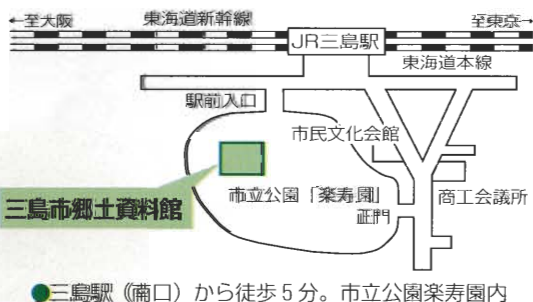 ←至大阪 東海道新幹線 至東京→
JR三島駅
東海道本線
駅前入口
市民文化会館
三島市郷土資料館
市立公園「楽寿園」
正門
商工会議所
●三島駅（南口）から徒歩5分。市立公園楽寿園内